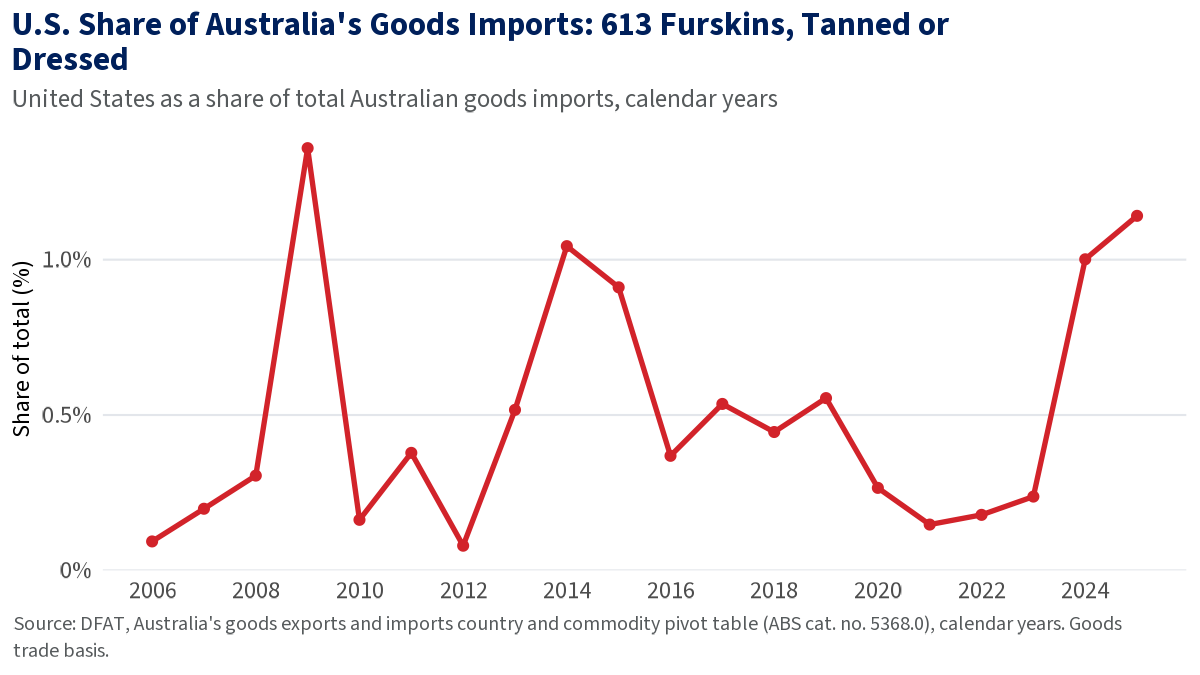 U.S. Share of Australia's Goods Imports: 613 Furskins, Tanned or
Dressed
United States as a share of total Australian goods imports, calendar years
Share of total (%)
1.0%
0.5%
0%
2006 2008 2010 2012 2014 2016 2018 2020 2022 2024
Source: DFAT, Australia's goods exports and imports country and commodity pivot table (ABS cat. no. 5368.0), calendar years. Goods
trade basis.